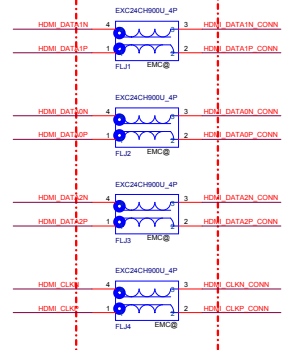 EXC24CH900U_4P
HDMI_DATA1N 4 3 HDMI_DATA1N_CONN
HDMI_DATA1P 1 2 HDMI_DATA1P_CONN
FLJ1 EMC@
EXC24CH900U_4P
HDMI_DATA0N 4 3 HDMI_DATA0N_CONN
HDMI_DATA0P 1 2 HDMI_DATA0P_CONN
FLJ2 EMC@
EXC24CH900U_4P
HDMI_DATA2N 4 3 HDMI_DATA2N_CONN
HDMI_DATA2P 1 2 HDMI_DATA2P_CONN
FLJ3 EMC@
EXC24CH900U_4P
HDMI_CLKN 4 3 HDMI_CLKN_CONN
HDMI_CLKP 1 2 HDMI_CLKP_CONN
FLJ4 EMC@